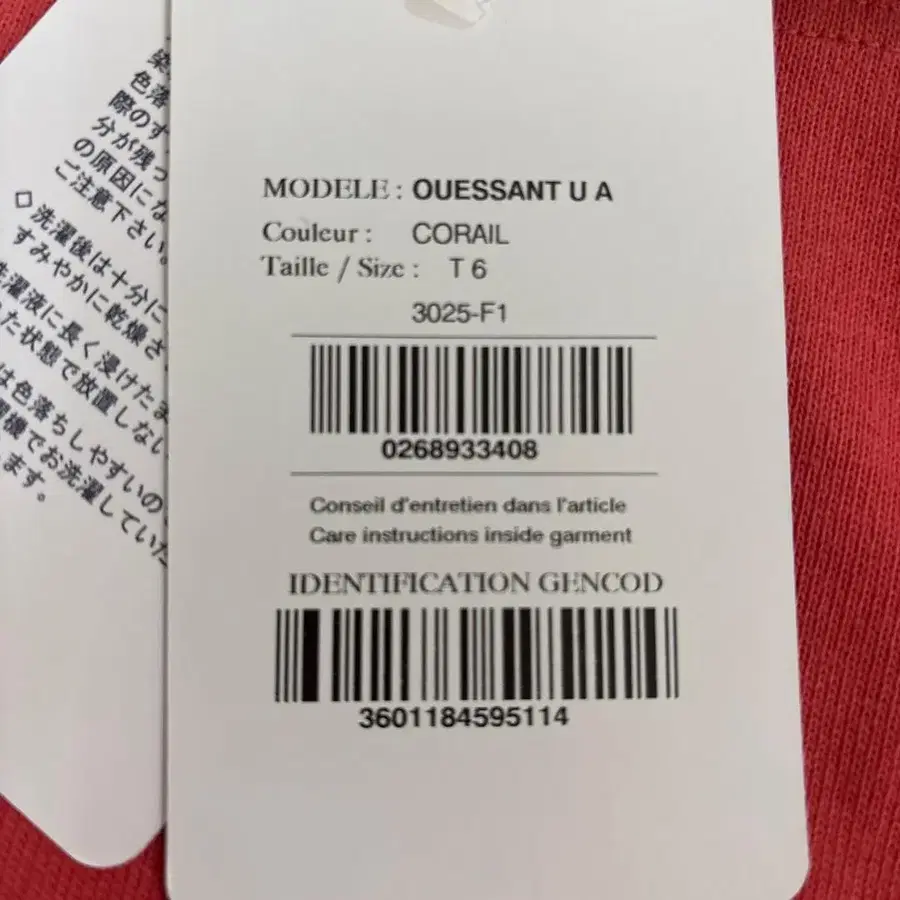 MODELE : OUESSANT U A
Couleur : CORAIL
Taille / Size : T 6
3025-F1
0268933408
Conseil d'entretien dans l'article
Care instructions inside garment
IDENTIFICATION GENCOD
3601184595114
色落
際のす
分が残っ
の原因にな
ご注意下さい。
◇洗濯後は十分に
すみやかに乾燥さ
洗濯液に長く浸けたま
た状態で放置しない
は色落ちしやすいの
濯機でお洗濯していた
ます。